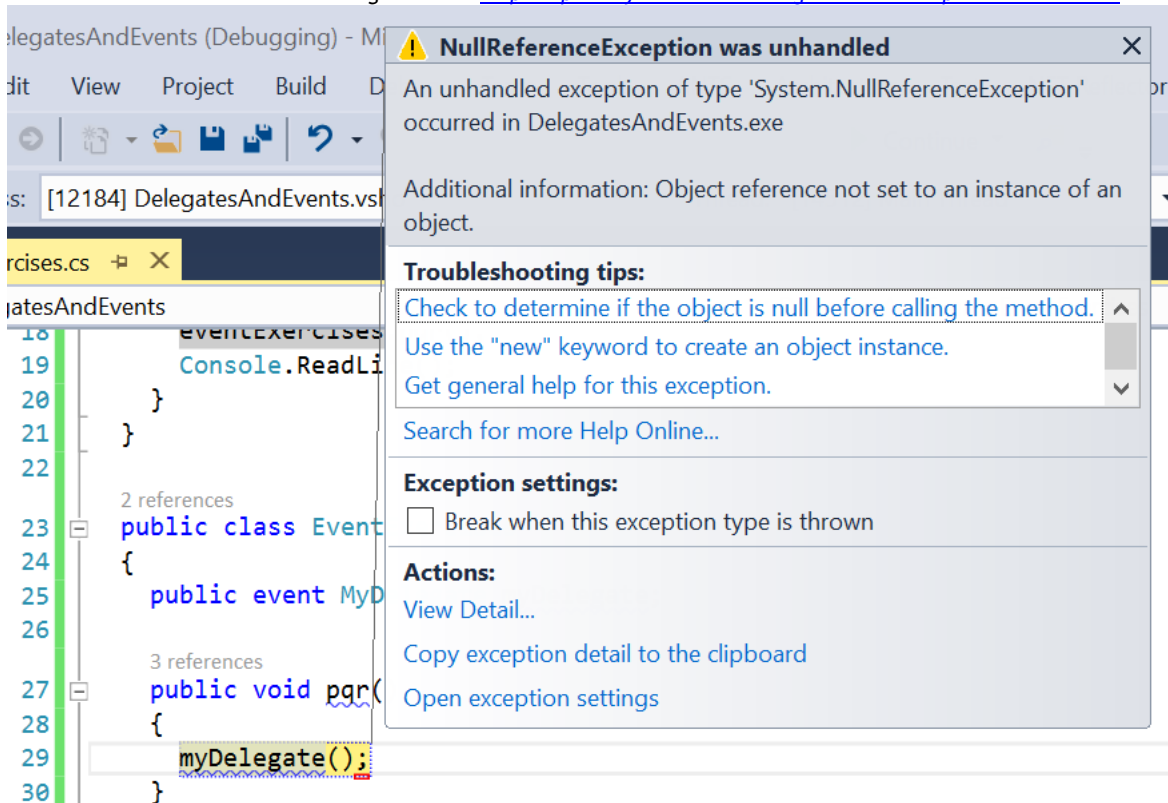 elegatesAndEvents (Debugging) - Mi
NullReferenceException was unhandled
dit View Project Build D
An unhandled exception of type 'System.NullReferenceException'
occurred in DelegatesAndEvents.exe
ss: [12184] DelegatesAndEvents.vsh
Additional information: Object reference not set to an instance of an
object.
rcises.cs
Troubleshooting tips:
gatesAndEvents
Check to determine if the object is null before calling the method.
Use the "new" keyword to create an object instance.
Get general help for this exception.
Search for more Help Online...
Exception settings:
Break when this exception type is thrown
Actions:
View Detail...
Copy exception detail to the clipboard
Open exception settings
18 eventExercises
19 Console.ReadLi
20 }
21 }
22
2 references
23 public class Event
24 {
25 public event MyD
26
3 references
27 public void pqr(
28 {
29 myDelegate();
30 }